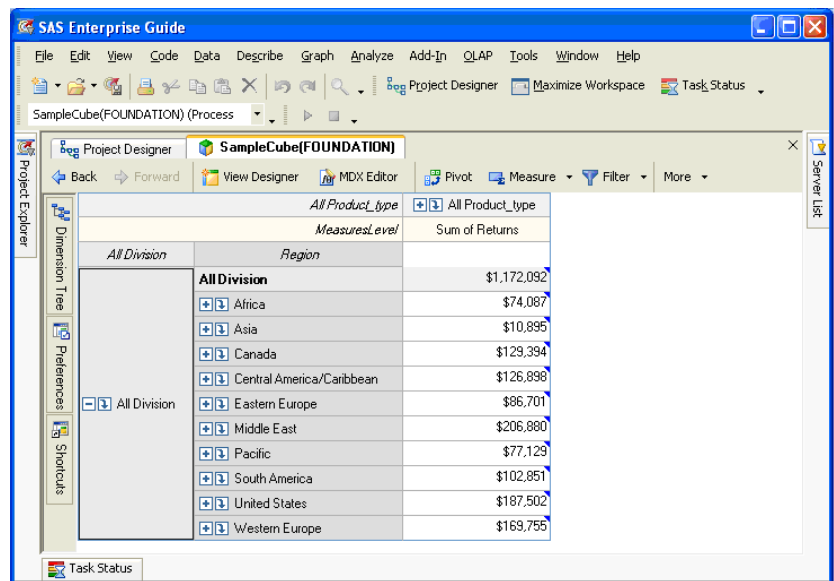 SAS Enterprise Guide
File Edit View Code Data Describe Graph Analyze Add-In OLAP Tools Window Help
Project Designer Maximize Workspace Task Status
SampleCube(FOUNDATION) (Process
Project Explorer
Project Designer SampleCube(FOUNDATION)
Server List
Back Forward View Designer MDX Editor Pivot Measure Filter More
Dimension Tree
Preferences
Shortcuts
All Product_type All Product_type
MeasuresLevel Sum of Returns
All Division Region
All Division $1,172,092
Africa $74,087
Asia $10,895
Canada $129,394
Central America/Caribbean $126,898
All Division Eastern Europe $86,701
Middle East $206,880
Pacific $77,129
South America $102,851
United States $187,502
Western Europe $169,755
Task Status